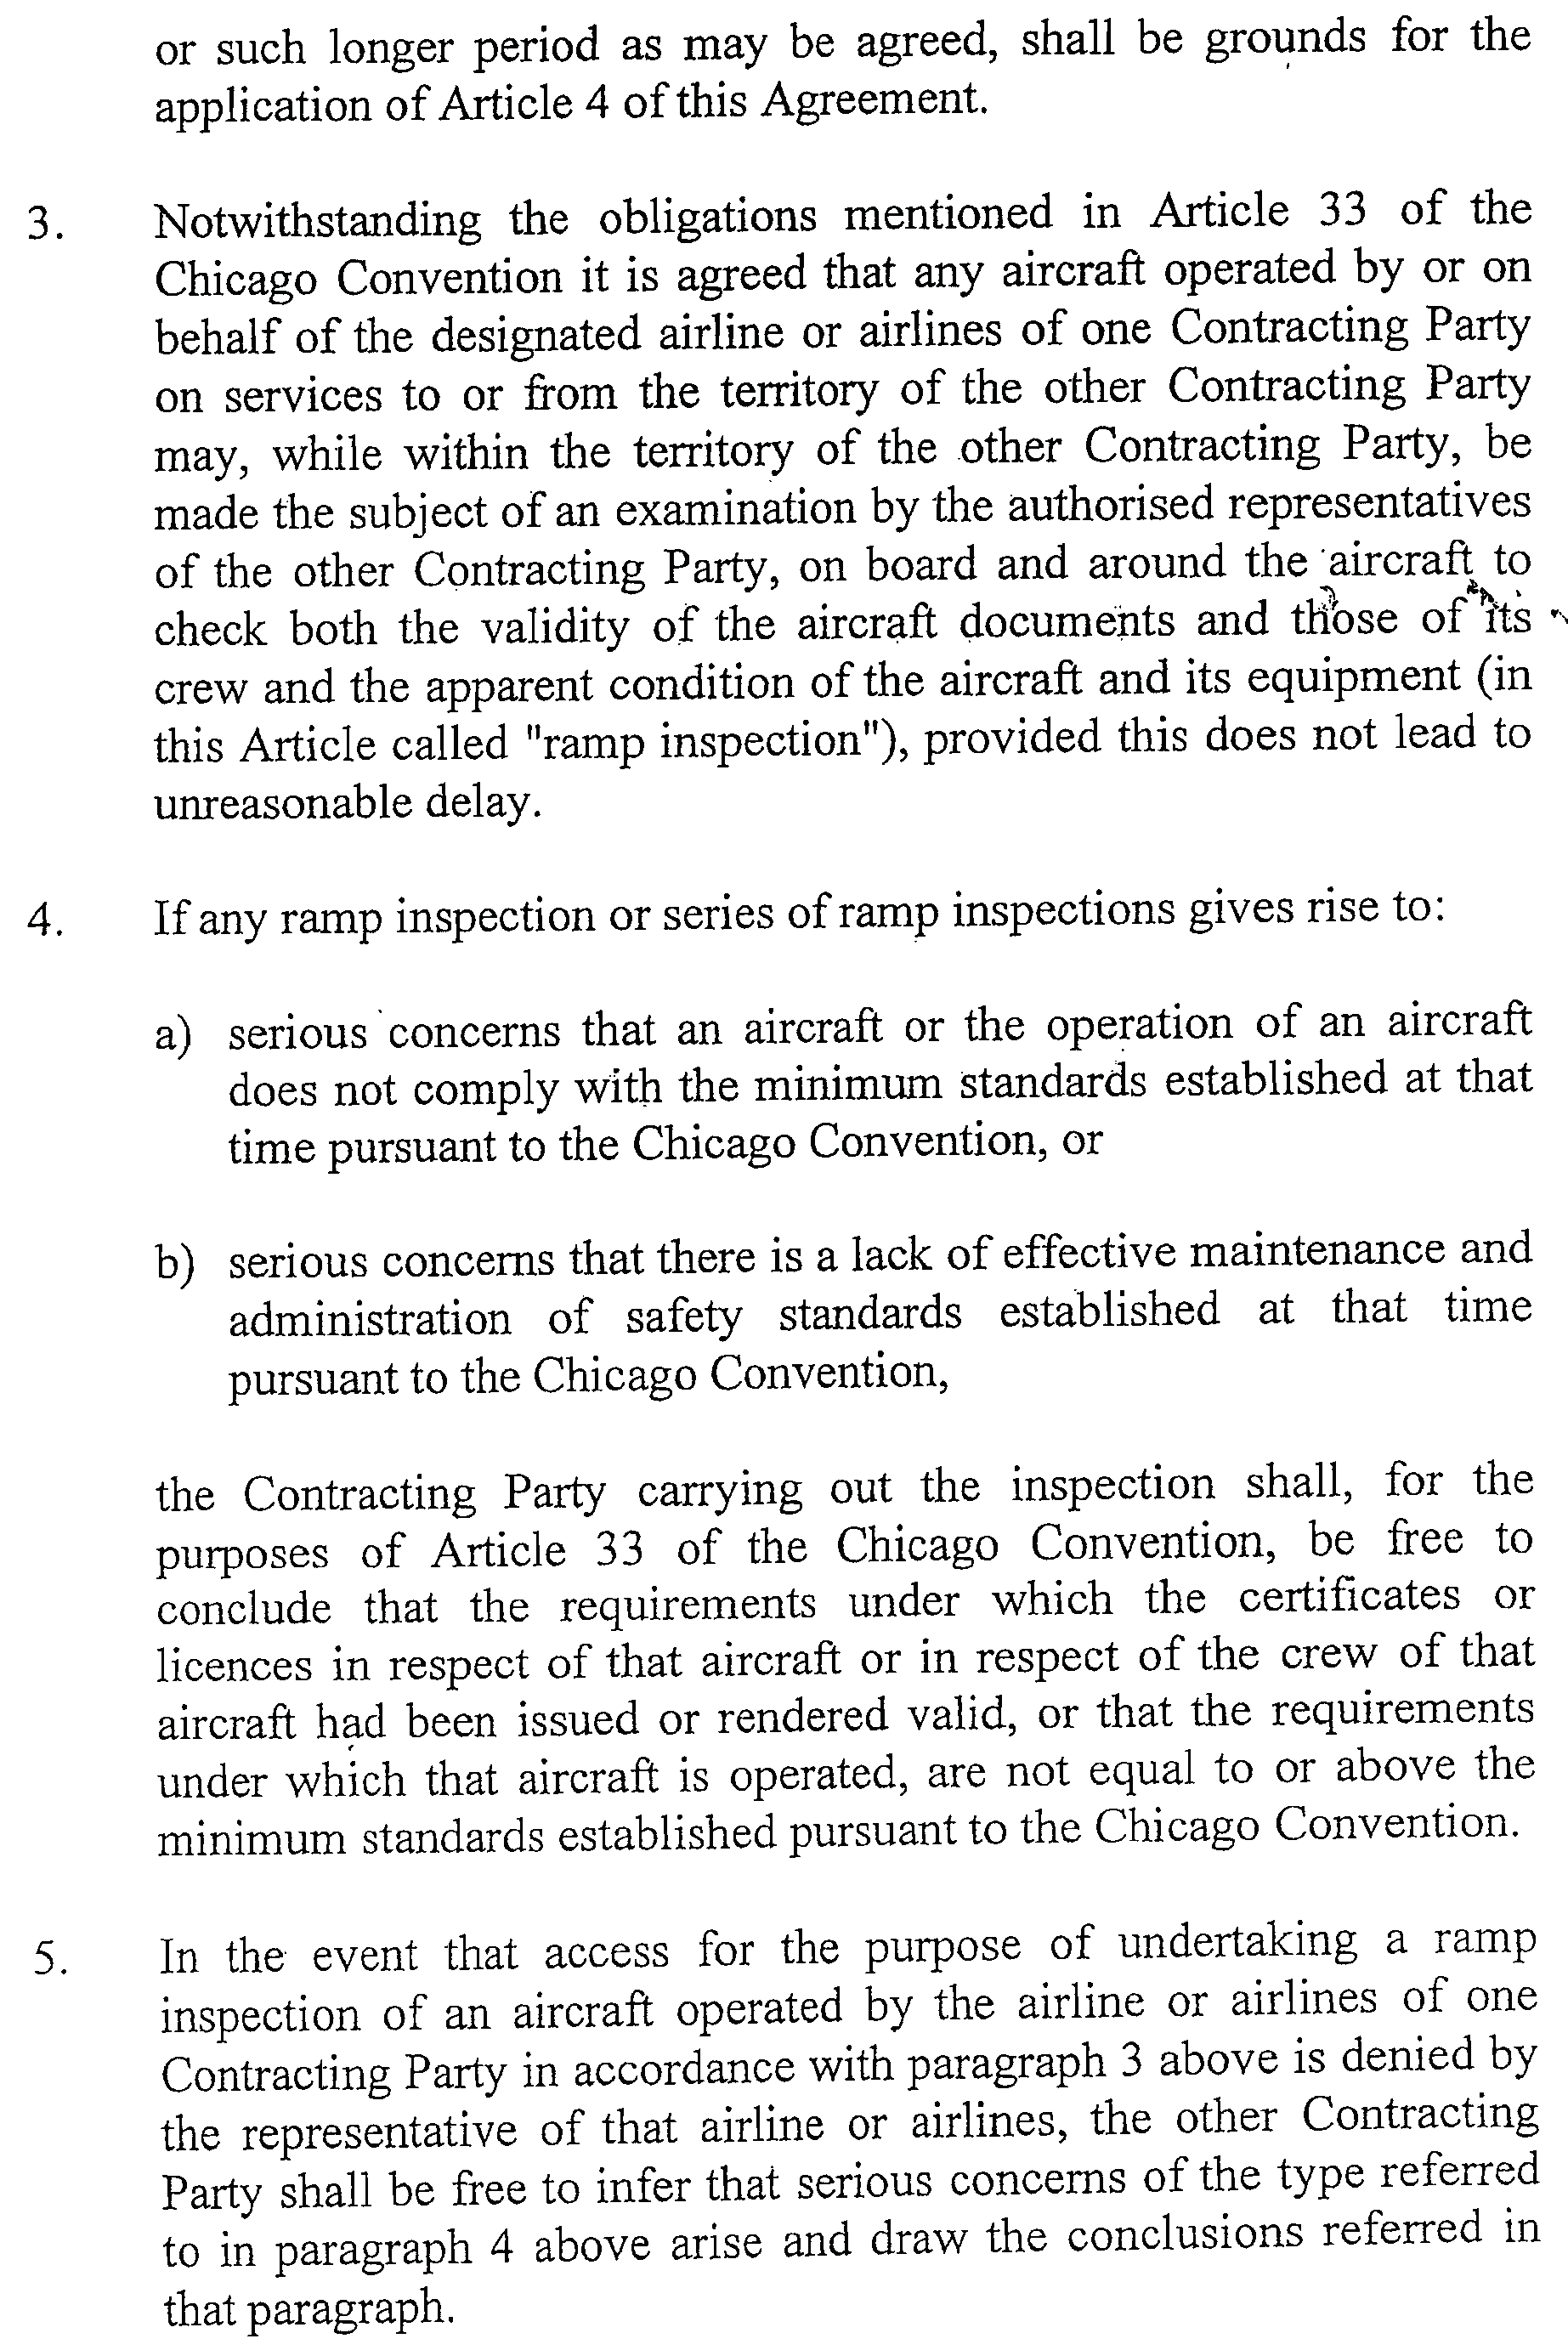 or such longer period as may be agreed, shall be grounds for the
application of Article 4 of this Agreement.
3. Notwithstanding the obligations mentioned in Article 33 of the
Chicago Convention it is agreed that any aircraft operated by or on
behalf of the designated airline or airlines of one Contracting Party
on services to or from the territory of the other Contracting Party
may, while within the territory of the other Contracting Party, be
made the subject of an examination by the authorised representatives
of the other Contracting Party, on board and around the aircraft to
check both the validity of the aircraft documents and those of its
crew and the apparent condition of the aircraft and its equipment (in
this Article called "ramp inspection"), provided this does not lead to
unreasonable delay.
4. If any ramp inspection or series of ramp inspections gives rise to:
a) serious concerns that an aircraft or the operation of an aircraft
does not comply with the minimum standards established at that
time pursuant to the Chicago Convention, or
b) serious concerns that there is a lack of effective maintenance and
administration of safety standards established at that time
pursuant to the Chicago Convention,
the Contracting Party carrying out the inspection shall, for the
purposes of Article 33 of the Chicago Convention, be free to
conclude that the requirements under which the certificates or
licences in respect of that aircraft or in respect of the crew of that
aircraft had been issued or rendered valid, or that the requirements
under which that aircraft is operated, are not equal to or above the
minimum standards established pursuant to the Chicago Convention.
5. In the event that access for the purpose of undertaking a ramp
inspection of an aircraft operated by the airline or airlines of one
Contracting Party in accordance with paragraph 3 above is denied by
the representative of that airline or airlines, the other Contracting
Party shall be free to infer that serious concerns of the type referred
to in paragraph 4 above arise and draw the conclusions referred in
that paragraph.